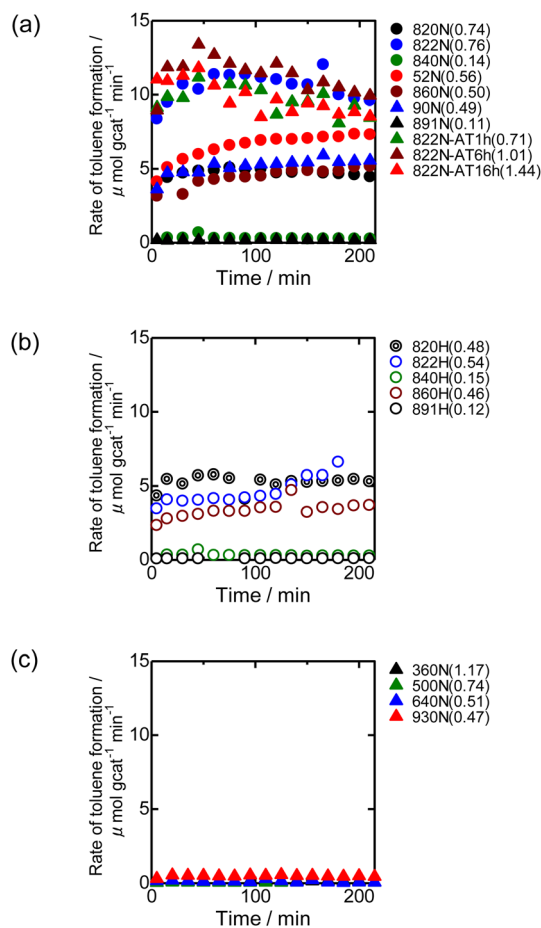 (a)
Rate of toluene formation /
μ mol gcat⁻¹ min⁻¹
15
10
5
0
0 100 200
Time / min
820N(0.74)
822N(0.76)
840N(0.14)
52N(0.56)
860N(0.50)
90N(0.49)
891N(0.11)
822N-AT1h(0.71)
822N-AT6h(1.01)
822N-AT16h(1.44)
(b)
Rate of toluene formation /
μ mol gcat⁻¹ min⁻¹
15
10
5
0
0 100 200
Time / min
820H(0.48)
822H(0.54)
840H(0.15)
860H(0.46)
891H(0.12)
(c)
Rate of toluene formation /
μ mol gcat⁻¹ min⁻¹
15
10
5
0
0 100 200
Time / min
360N(1.17)
500N(0.74)
640N(0.51)
930N(0.47)